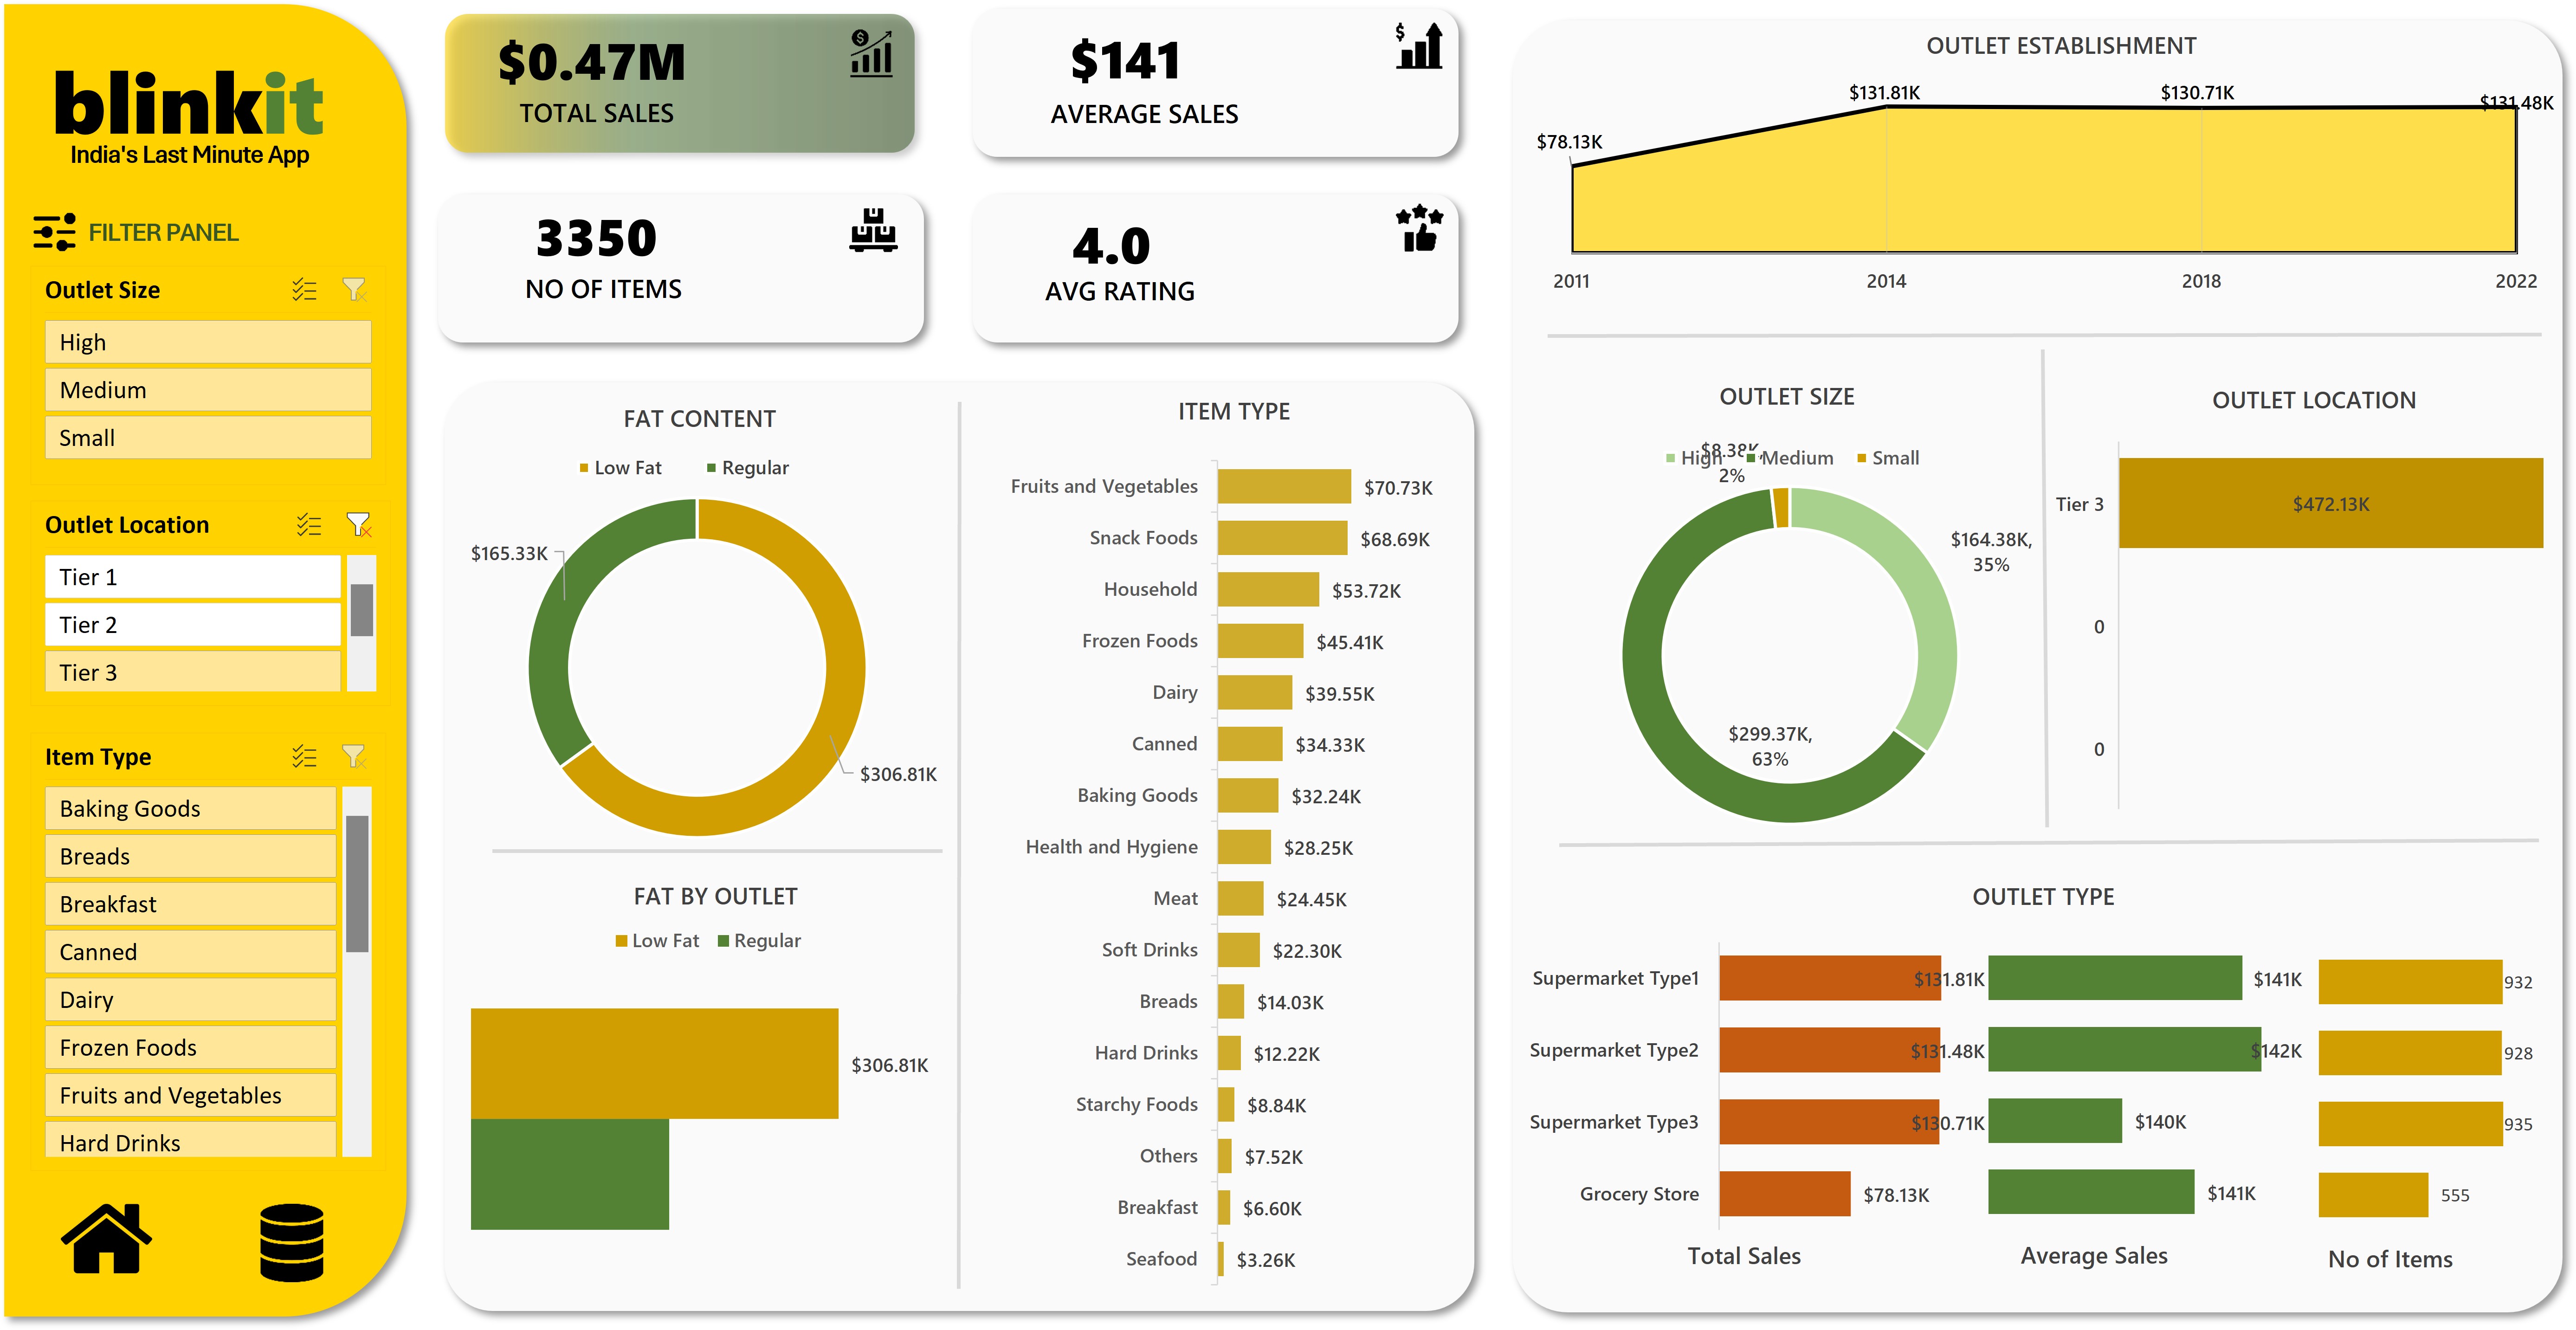 blinkit
India's Last Minute App
FILTER PANEL
Outlet Size
High
Medium
Small
Outlet Location
Tier 1
Tier 2
Tier 3
Item Type
Baking Goods
Breads
Breakfast
Canned
Dairy
Frozen Foods
Fruits and Vegetables
Hard Drinks
$0.47M
TOTAL SALES
$141
AVERAGE SALES
3350
NO OF ITEMS
4.0
AVG RATING
FAT CONTENT
Low Fat Regular
$165.33K
$306.81K
FAT BY OUTLET
Low Fat Regular
$306.81K
ITEM TYPE
Fruits and Vegetables $70.73K
Snack Foods $68.69K
Household $53.72K
Frozen Foods $45.41K
Dairy $39.55K
Canned $34.33K
Baking Goods $32.24K
Health and Hygiene $28.25K
Meat $24.45K
Soft Drinks $22.30K
Breads $14.03K
Hard Drinks $12.22K
Starchy Foods $8.84K
Others $7.52K
Breakfast $6.60K
Seafood $3.26K
OUTLET ESTABLISHMENT
$78.13K $131.81K $130.71K $131.48K
2011 2014 2018 2022
OUTLET SIZE
High Medium Small
$8.38K,
2%
$164.38K,
35%
$299.37K,
63%
OUTLET LOCATION
Tier 3 $472.13K
0
0
OUTLET TYPE
Supermarket Type1 $131.81K $141K 932
Supermarket Type2 $131.48K $142K 928
Supermarket Type3 $130.71K $140K 935
Grocery Store $78.13K $141K 555
Total Sales Average Sales No of Items